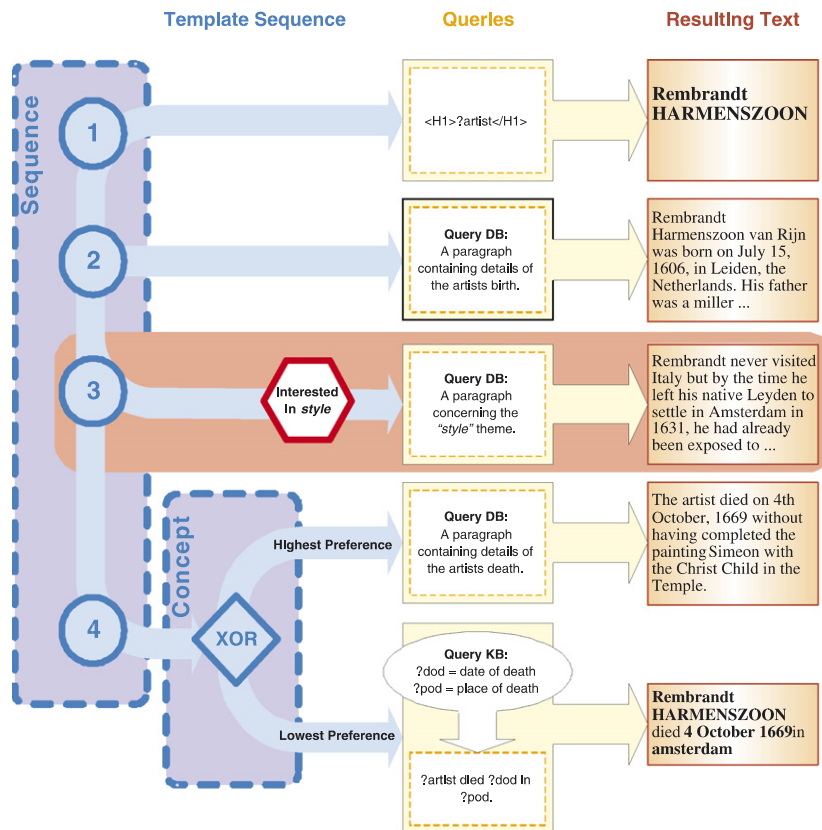 Template Sequence
Queries
Resulting Text
Sequence
1
<H1>?artist</H1>
Rembrandt
HARMENSZOON
2
Query DB:
A paragraph
containing details of
the artists birth.
Rembrandt
Harmenszoon van Rijn
was born on July 15,
1606, in Leiden, the
Netherlands. His father
was a miller ...
3
Interested
In style
Query DB:
A paragraph
concerning the
"style" theme.
Rembrandt never visited
Italy but by the time he
left his native Leyden to
settle in Amsterdam in
1631, he had already
been exposed to ...
Concept
Highest Preference
Query DB:
A paragraph
containing details of
the artists death.
The artist died on 4th
October, 1669 without
having completed the
painting Simeon with
the Christ Child in the
Temple.
4
XOR
Lowest Preference
Query KB:
?dod = date of death
?pod = place of death
?artist died ?dod In
?pod.
Rembrandt
HARMENSZOON
died 4 October 1669in
amsterdam